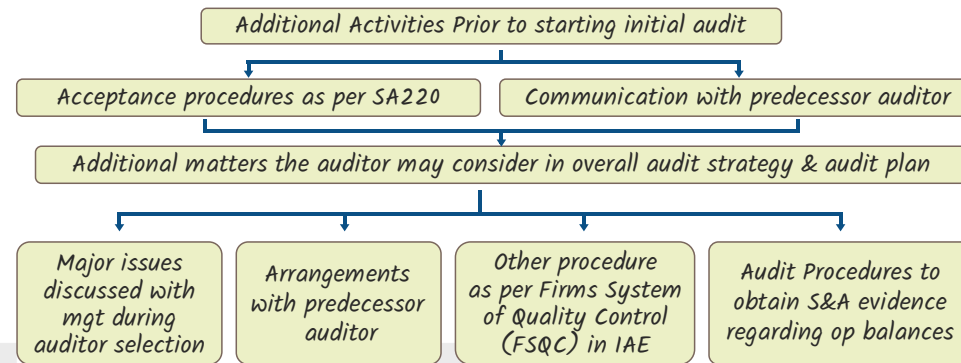 Additional Activities Prior to starting initial audit
Acceptance procedures as per SA220
Communication with predecessor auditor
Additional matters the auditor may consider in overall audit strategy & audit plan
Major issues
discussed with
mgt during
auditor selection
Arrangements
with predecessor
auditor
Other procedure
as per Firms System
of Quality Control
(FSQC) in IAE
Audit Procedures to
obtain S&A evidence
regarding op balances